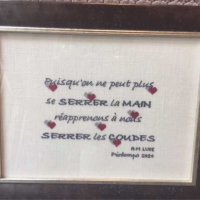 Puisqu'on ne peut plus
se SERRER la MAIN
réapprenons à nous
SERRER les COUDES
Printemps 2020